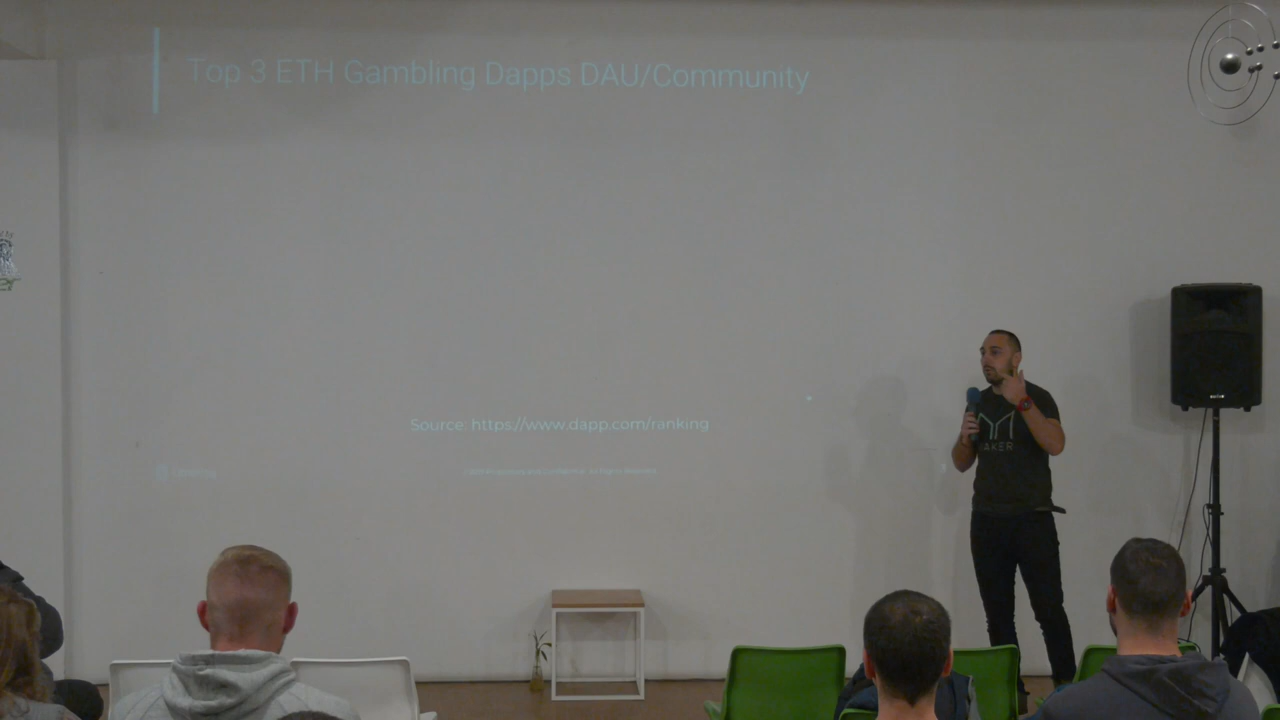 Top 3 ETH Gambling Dapps DAU/Community
Source: https://www.dapp.com/ranking
MAKER